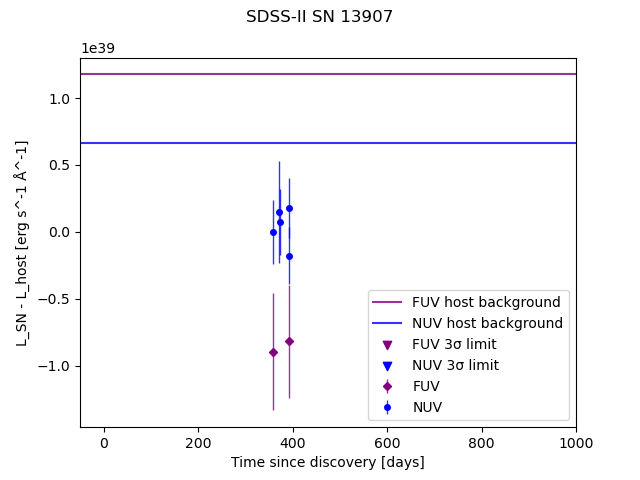 SDSS-II SN 13907
1e39
1.0
0.5
0.0
−0.5
−1.0
L_SN - L_host [erg s^-1 Å^-1]
FUV host background
NUV host background
FUV 3σ limit
NUV 3σ limit
FUV
NUV
0 200 400 600 800 1000
Time since discovery [days]